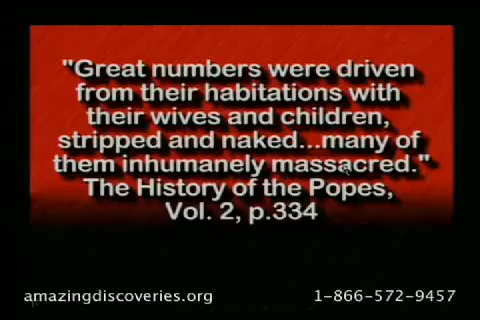 "Great numbers were driven
from their habitations with
their wives and children,
stripped and naked...many of
them inhumanely massacred."
The History of the Popes,
Vol. 2, p.334
amazingdiscoveries.org 1-866-572-9457